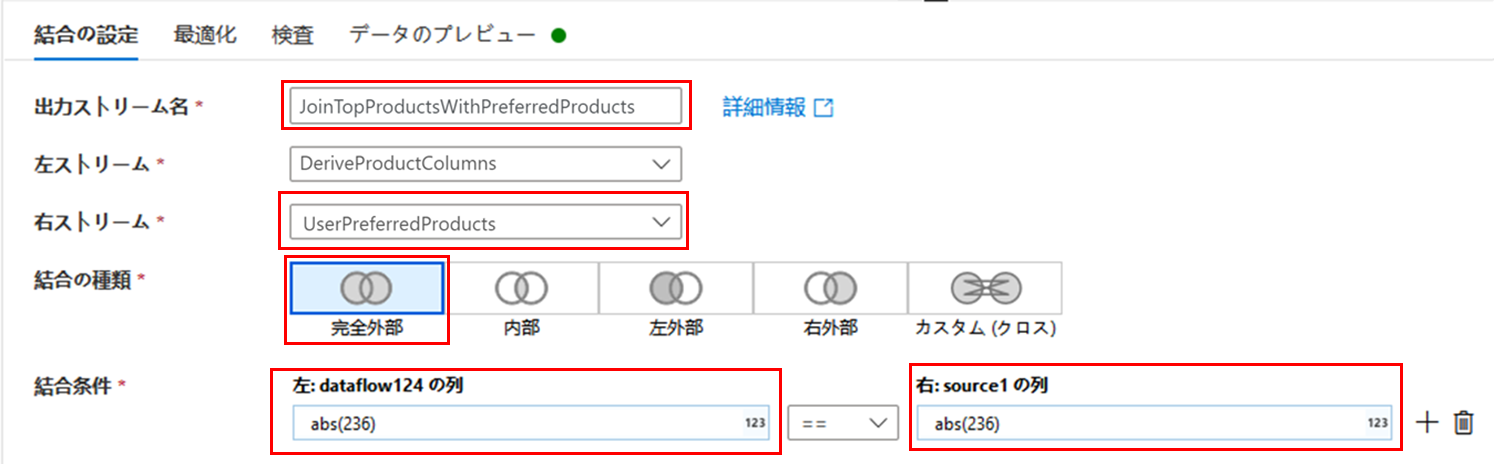 結合の設定 最適化 検査 データのプレビュー
出力ストリーム名 * JoinTopProductsWithPreferredProducts 詳細情報
左ストリーム * DeriveProductColumns
右ストリーム * UserPreferredProducts
結合の種類 *
完全外部 内部 左外部 右外部 カスタム (クロス)
結合条件 * 左: dataflow124 の列 右: source1 の列
abs(236) 123 == abs(236) 123